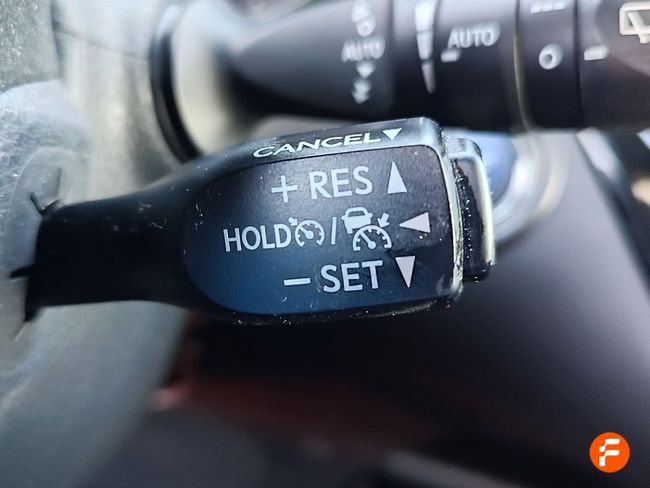 AUTO
AUTO
CANCEL
+ RES
HOLD /
− SET